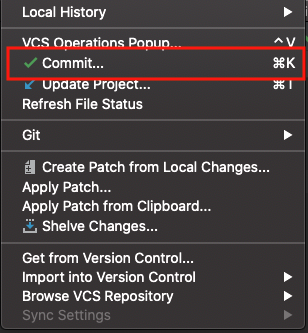 Local History
VCS Operations Popup... ^V
Commit... ⌘K
Update Project... ⌘T
Refresh File Status
Git
Create Patch from Local Changes...
Apply Patch...
Apply Patch from Clipboard...
Shelve Changes...
Get from Version Control...
Import into Version Control
Browse VCS Repository
Sync Settings